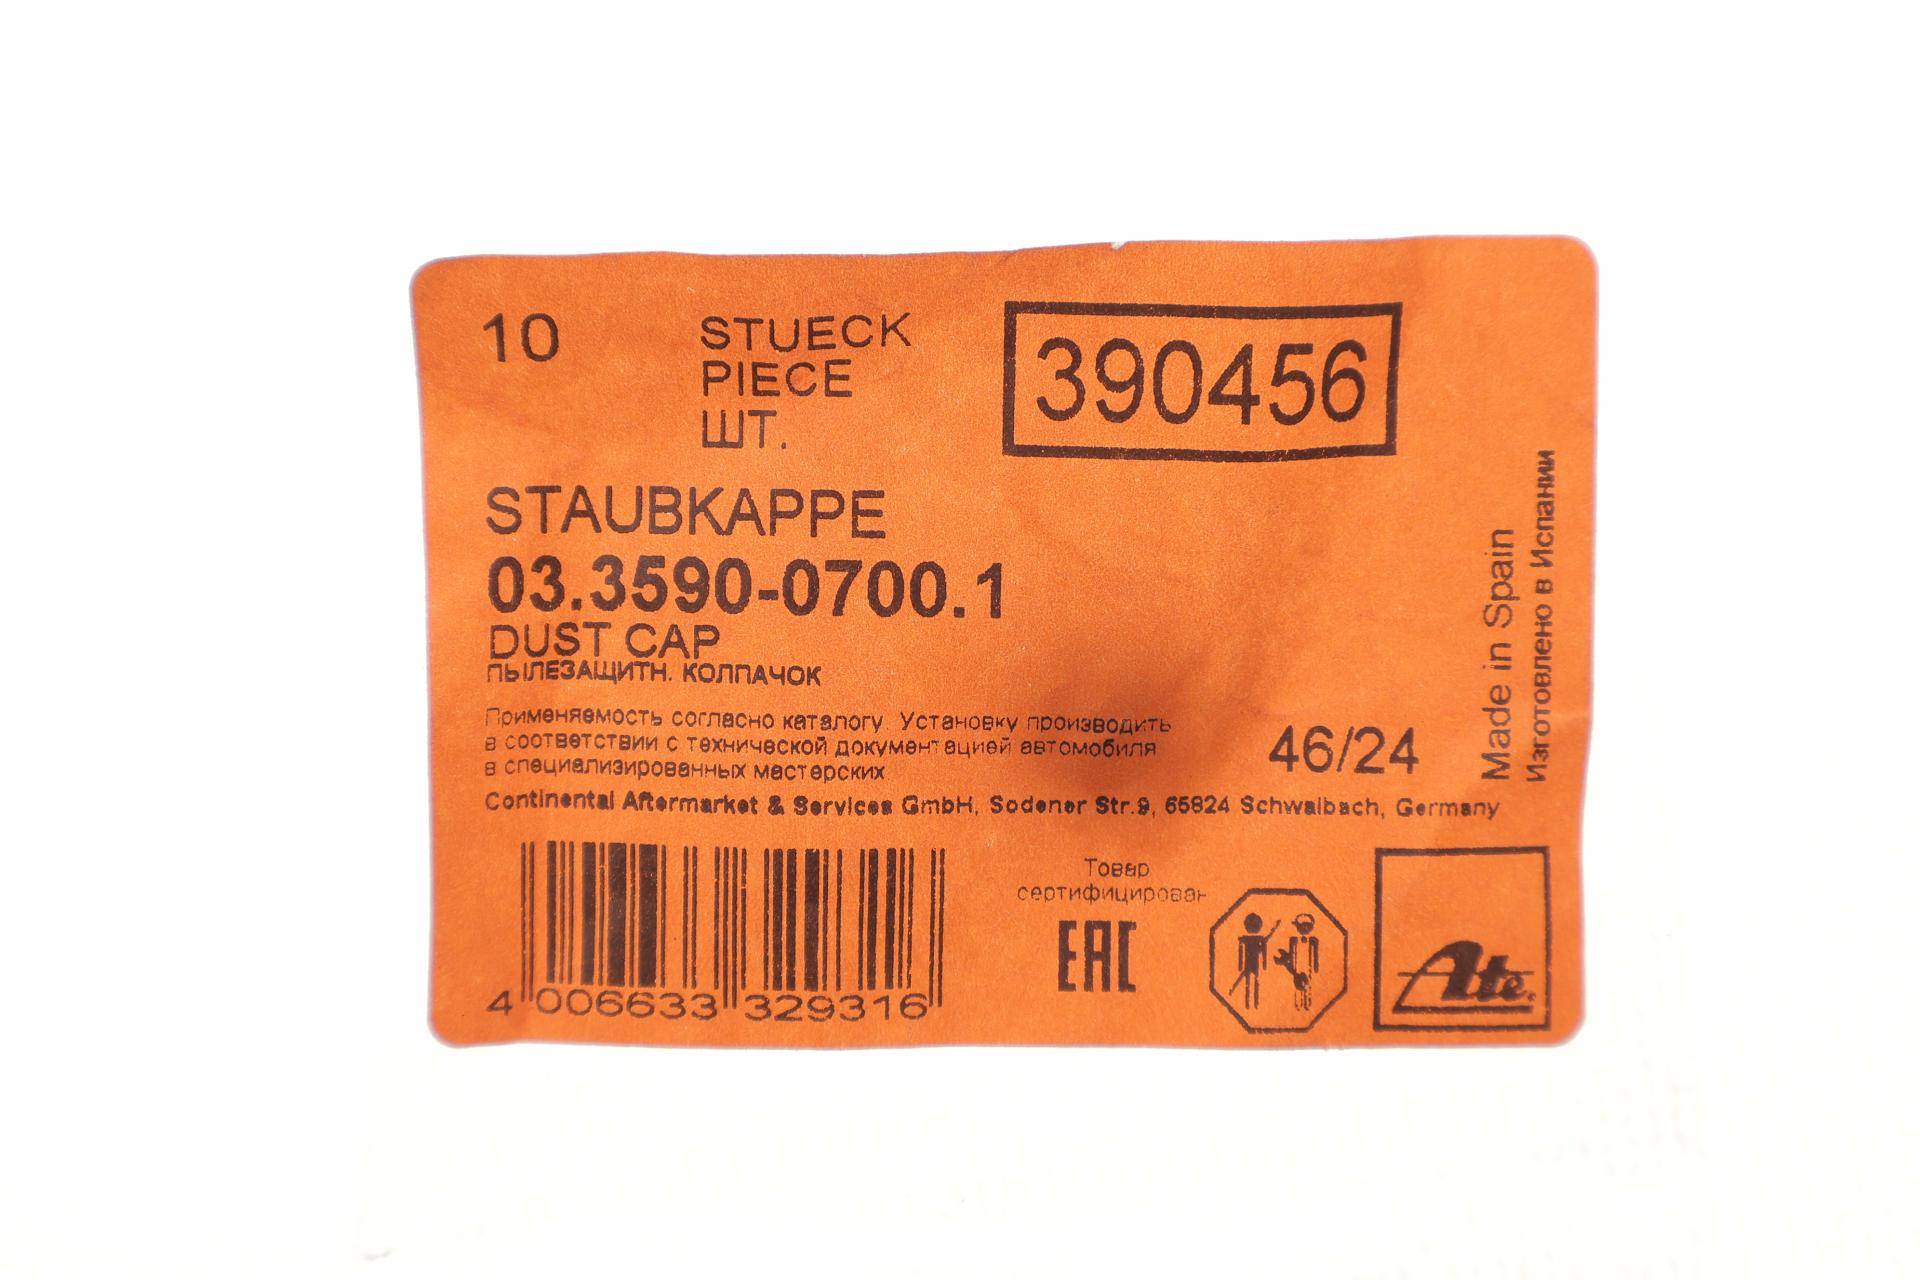 10
STUECK
PIECE
ШТ.
390456
STAUBKAPPE
03.3590-0700.1
DUST CAP
ПЫЛЕЗАЩИТН. КОЛПАЧОК
Применяемость согласно каталогу. Установку производить
в соответствии с технической документацией автомобиля
в специализированных мастерских
46/24
Continental Aftermarket & Services GmbH, Sodener Str.9, 65824 Schwalbach, Germany
Made in Spain
Изготовлено в Испании
4 006633 329316
Товар
сертифицирован
EAC
Ate